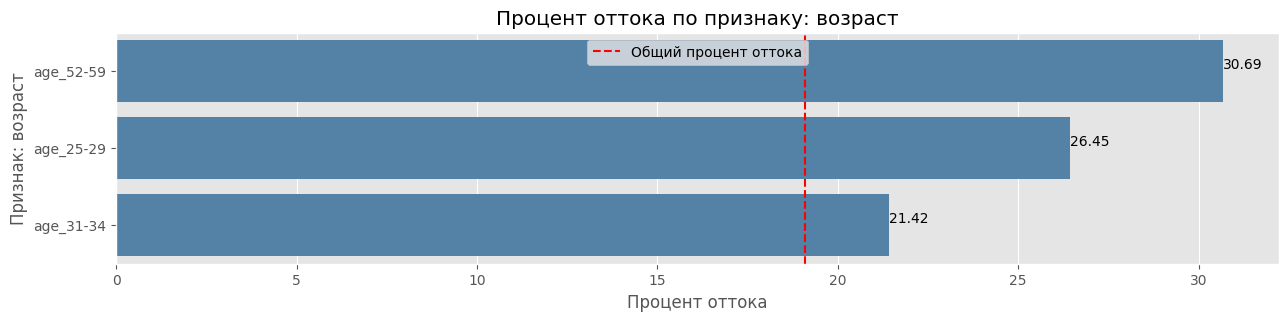 Процент оттока по признаку: возраст
Общий процент оттока
Признак: возраст
age_52-59
30.69
age_25-29
26.45
age_31-34
21.42
0 5 10 15 20 25 30
Процент оттока